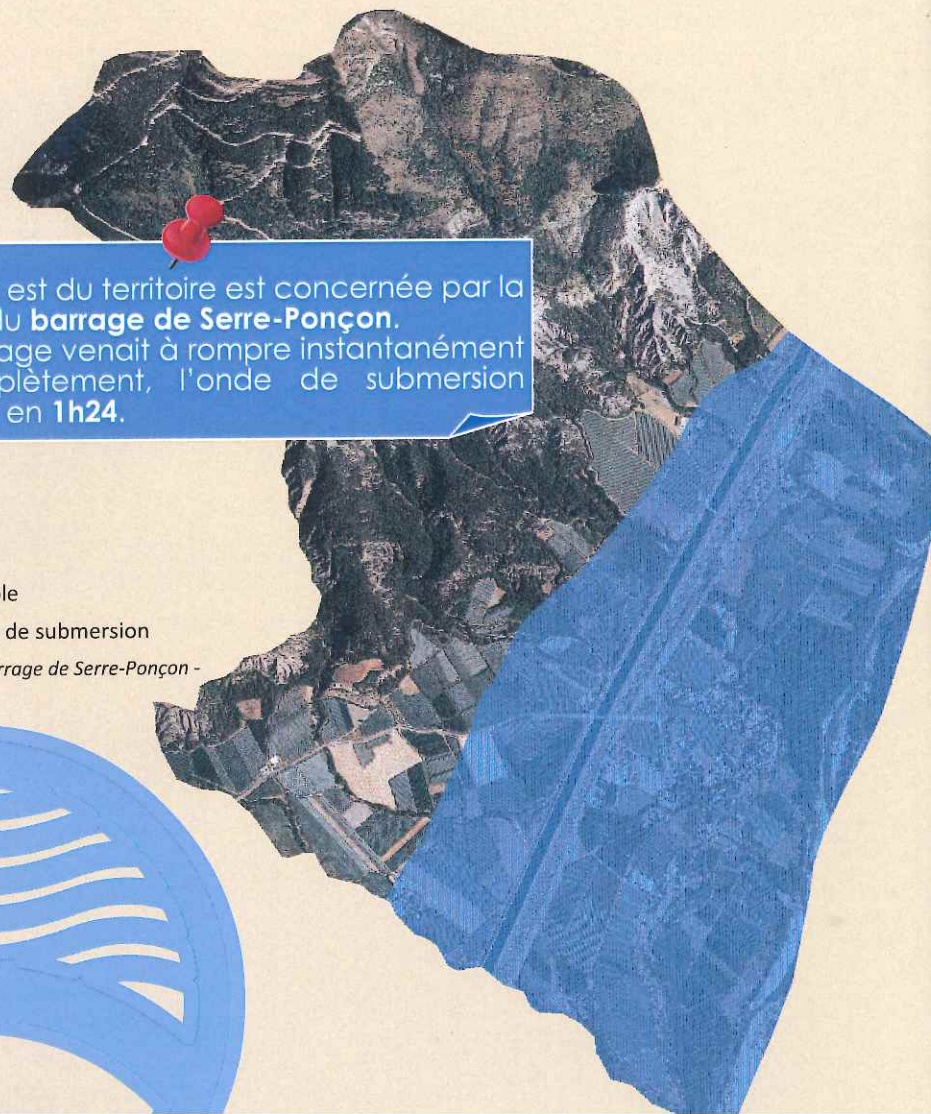 est du territoire est concernée par la
du barrage de Serre-Ponçon.
age venait à rompre instantanément
plètement, l'onde de submersion
en 1h24.
de submersion
rrage de Serre-Ponçon -